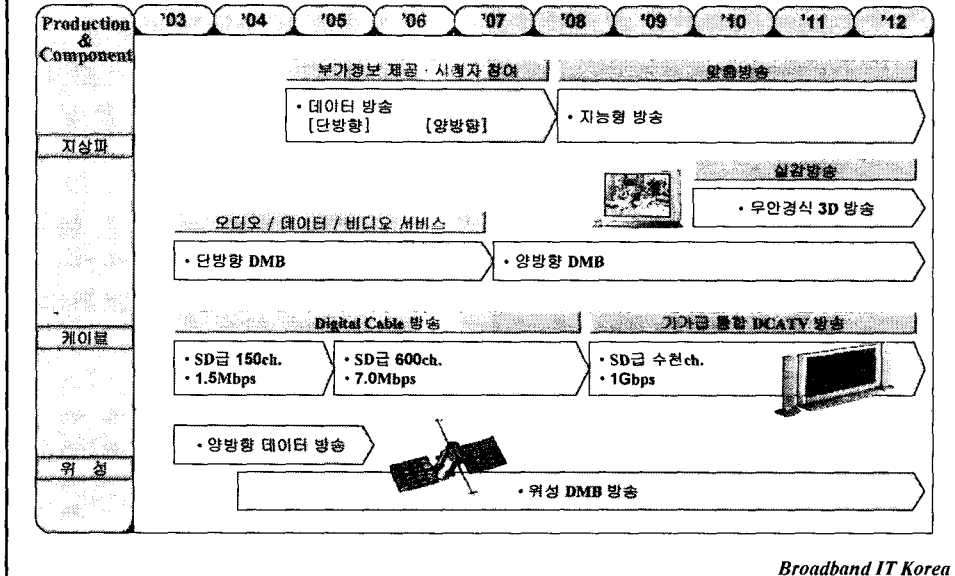 Production
&
Component
'03 '04 '05 '06 '07 '08 '09 '10 '11 '12
부가정보 제공 · 시청자 참여
맞춤방송
· 데이터 방송
[단방향] [양방향]
· 지능형 방송
지상파
실감방송
· 무안경식 3D 방송
오디오 / 데이터 / 비디오 서비스
· 단방향 DMB
· 양방향 DMB
케이블
Digital Cable 방송
기가급 통합 DCATV 방송
· SD급 150ch.
· 1.5Mbps
· SD급 600ch.
· 7.0Mbps
· SD급 수천ch.
· 1Gbps
· 양방향 데이터 방송
위 성
· 위성 DMB 방송
Broadband IT Korea